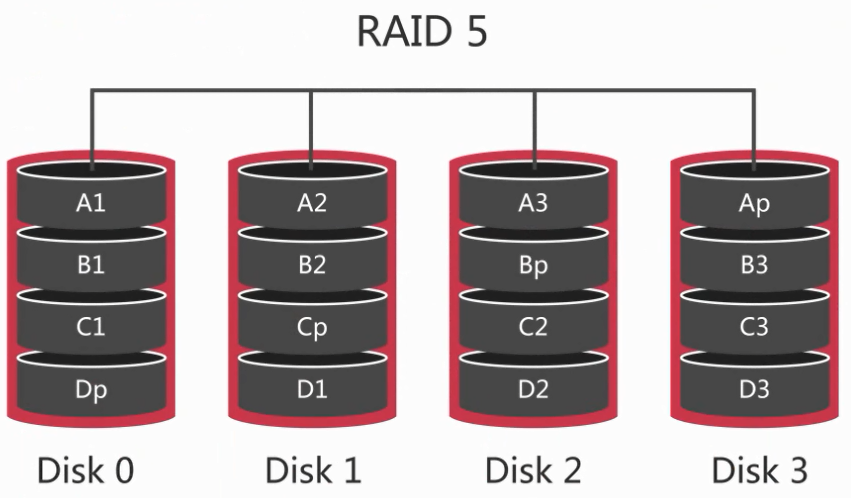 RAID 5
A1 A2 A3 Ap
B1 B2 Bp B3
C1 Cp C2 C3
Dp D1 D2 D3
Disk 0 Disk 1 Disk 2 Disk 3